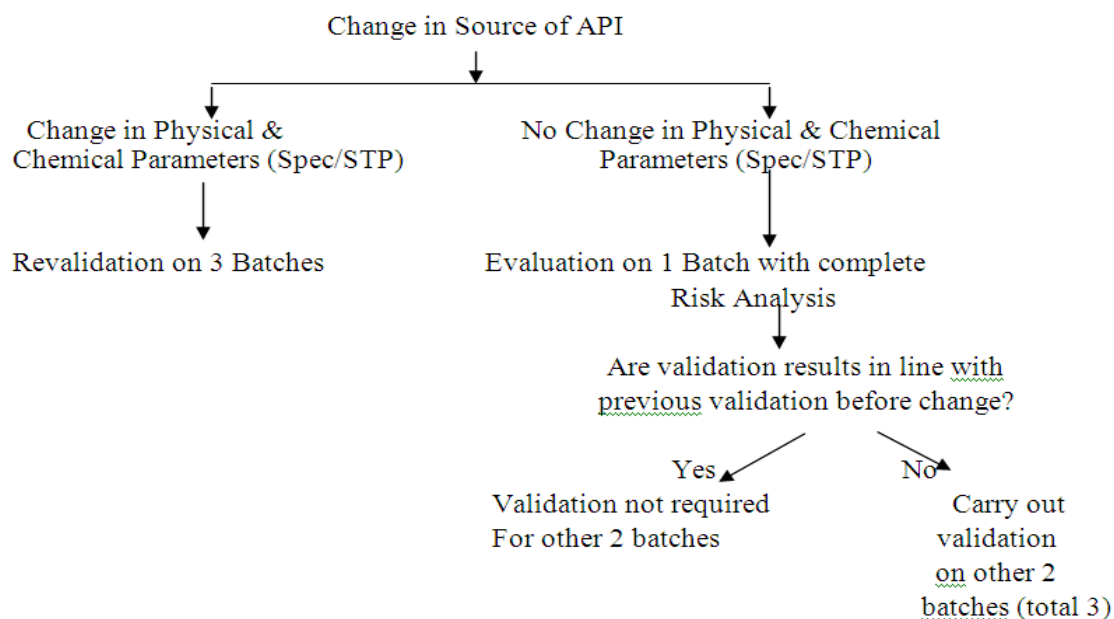 Change in Source of API
Change in Physical &
Chemical Parameters (Spec/STP)
No Change in Physical & Chemical
Parameters (Spec/STP)
Revalidation on 3 Batches
Evaluation on 1 Batch with complete
Risk Analysis
Are validation results in line with
previous validation before change?
Yes
Validation not required
For other 2 batches
No
Carry out
validation
on other 2
batches (total 3)